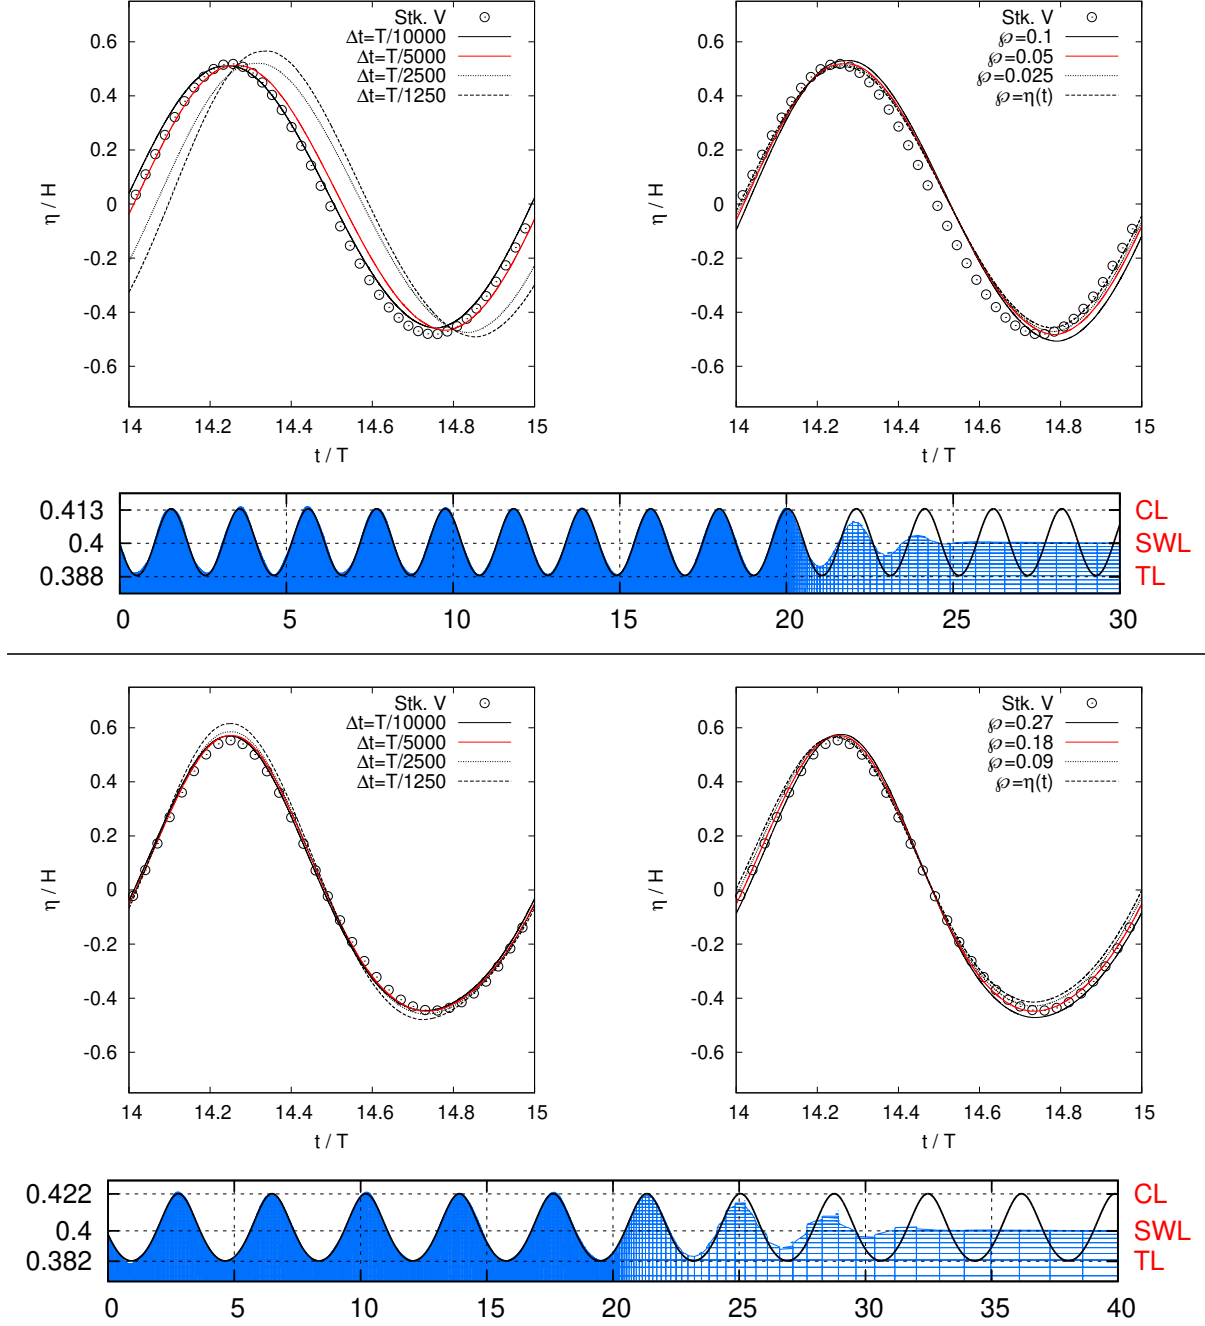 Stk. V
Δt=T/10000
Δt=T/5000
Δt=T/2500
Δt=T/1250
0.6
0.4
0.2
0
-0.2
-0.4
-0.6
η / H
14 14.2 14.4 14.6 14.8 15
t / T
Stk. V
℘=0.1
℘=0.05
℘=0.025
℘=η(t)
0.6
0.4
0.2
0
-0.2
-0.4
-0.6
η / H
14 14.2 14.4 14.6 14.8 15
t / T
0.413 CL
0.4 SWL
0.388 TL
0 5 10 15 20 25 30
Stk. V
Δt=T/10000
Δt=T/5000
Δt=T/2500
Δt=T/1250
0.6
0.4
0.2
0
-0.2
-0.4
-0.6
η / H
14 14.2 14.4 14.6 14.8 15
t / T
Stk. V
℘=0.27
℘=0.18
℘=0.09
℘=η(t)
0.6
0.4
0.2
0
-0.2
-0.4
-0.6
η / H
14 14.2 14.4 14.6 14.8 15
t / T
0.422 CL
0.4 SWL
0.382 TL
0 5 10 15 20 25 30 35 40